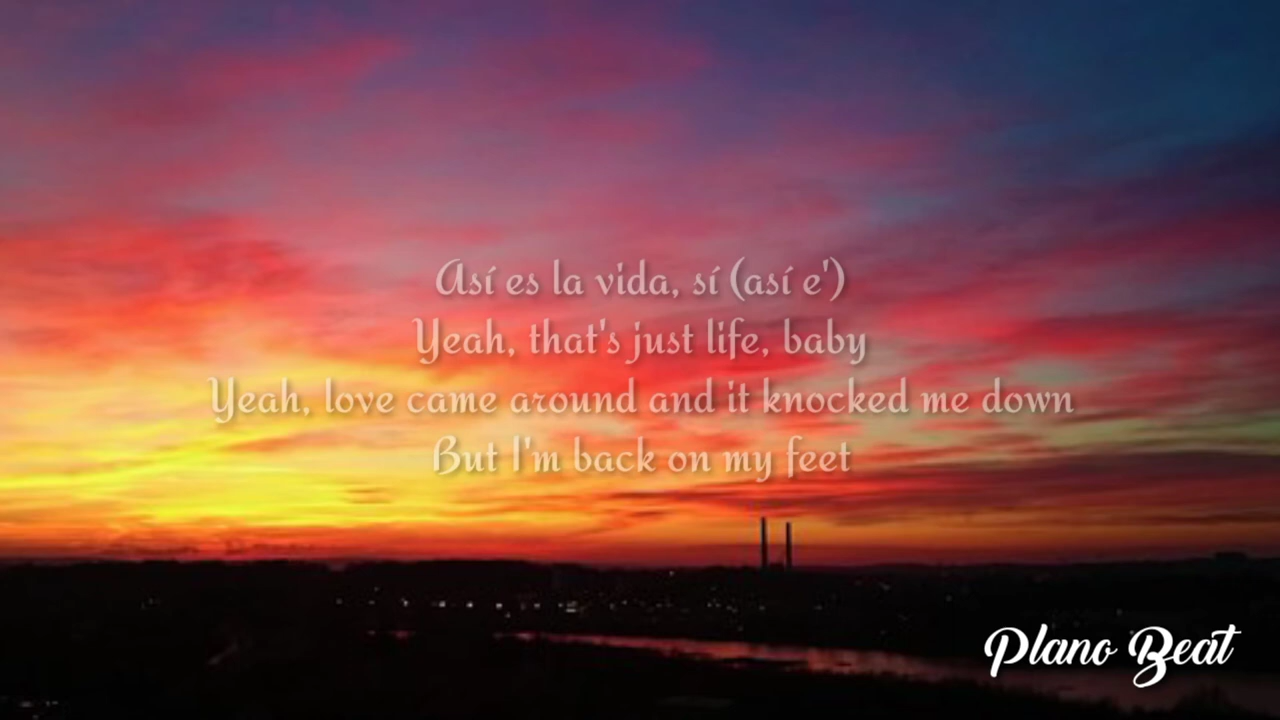 Así es la vida, sí (así e')
Yeah, that's just life, baby
Yeah, love came around and it knocked me down
But I'm back on my feet
Plano Beat